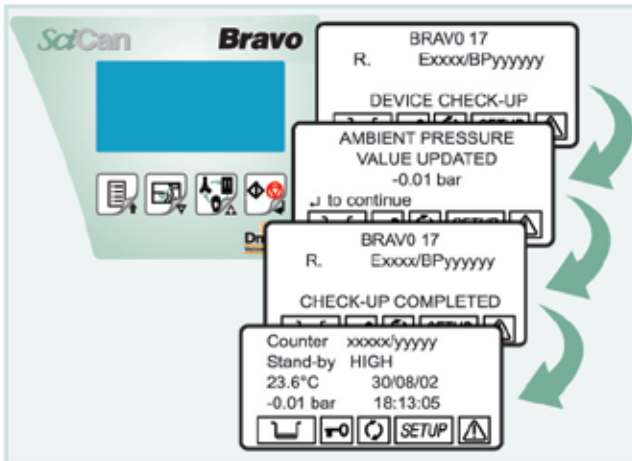 SciCan Bravo
BRAV0 17
R. Exxxx/BPyyyyyy
DEVICE CHECK-UP
AMBIENT PRESSURE
VALUE UPDATED
-0.01 bar
↵ to continue
BRAV0 17
R. Exxxx/BPyyyyyy
CHECK-UP COMPLETED
Counter xxxxx/yyyyy
Stand-by HIGH
23.6°C 30/08/02
-0.01 bar 18:13:05
SETUP